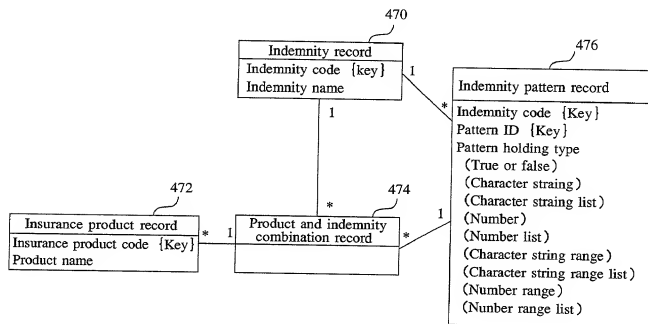 470
Indemnity record
Indemnity code {key}
Indemnity name
1
*
1
*
476
Indemnity pattern record
Indemnity code {Key}
Pattern ID {Key}
Pattern holding type
(True or false)
(Character straing)
(Character straing list)
(Number)
(Number list)
(Character string range)
(Character string range list)
(Number range)
(Nunber range list)
472
Insurance product record
Insurance product code {Key}
Product name
*
1
474
Product and indemnity
combination record
*
1